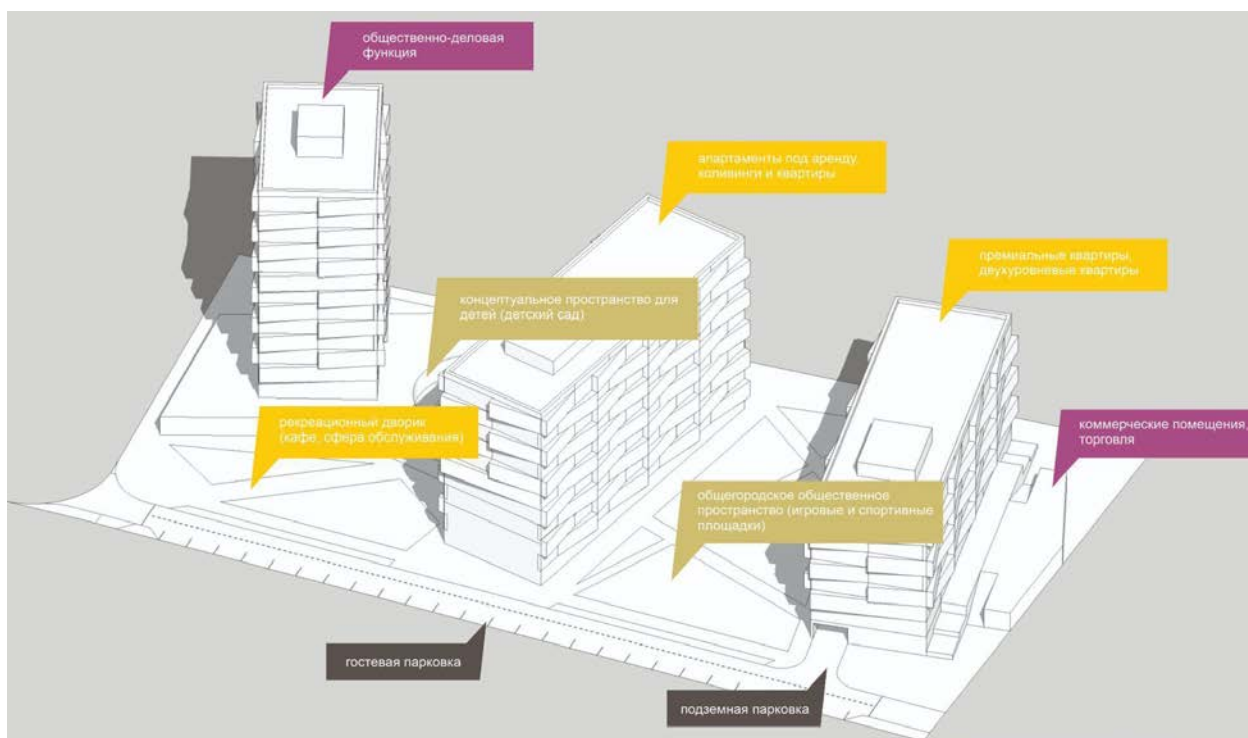 общественно-деловая
функция
апартаменты под аренду,
коливинги и квартиры
премиальные квартиры,
двухуровневые квартиры
концептуальное пространство для
детей (детский сад)
рекреационный дворик
(кафе, сфера обслуживания)
коммерческие помещения,
торговля
общегородское общественное
пространство (игровые и спортивные
площадки)
гостевая парковка
подземная парковка